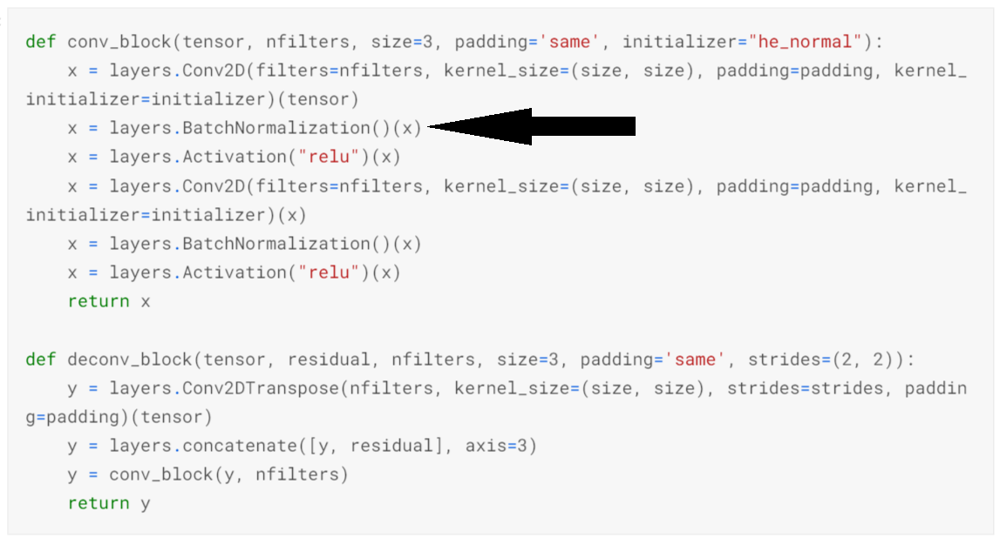 def conv_block(tensor, nfilters, size=3, padding='same', initializer="he_normal"):
    x = layers.Conv2D(filters=nfilters, kernel_size=(size, size), padding=padding, kernel_
initializer=initializer)(tensor)
    x = layers.BatchNormalization()(x)
    x = layers.Activation("relu")(x)
    x = layers.Conv2D(filters=nfilters, kernel_size=(size, size), padding=padding, kernel_
initializer=initializer)(x)
    x = layers.BatchNormalization()(x)
    x = layers.Activation("relu")(x)
    return x

def deconv_block(tensor, residual, nfilters, size=3, padding='same', strides=(2, 2)):
    y = layers.Conv2DTranspose(nfilters, kernel_size=(size, size), strides=strides, paddin
g=padding)(tensor)
    y = layers.concatenate([y, residual], axis=3)
    y = conv_block(y, nfilters)
    return y